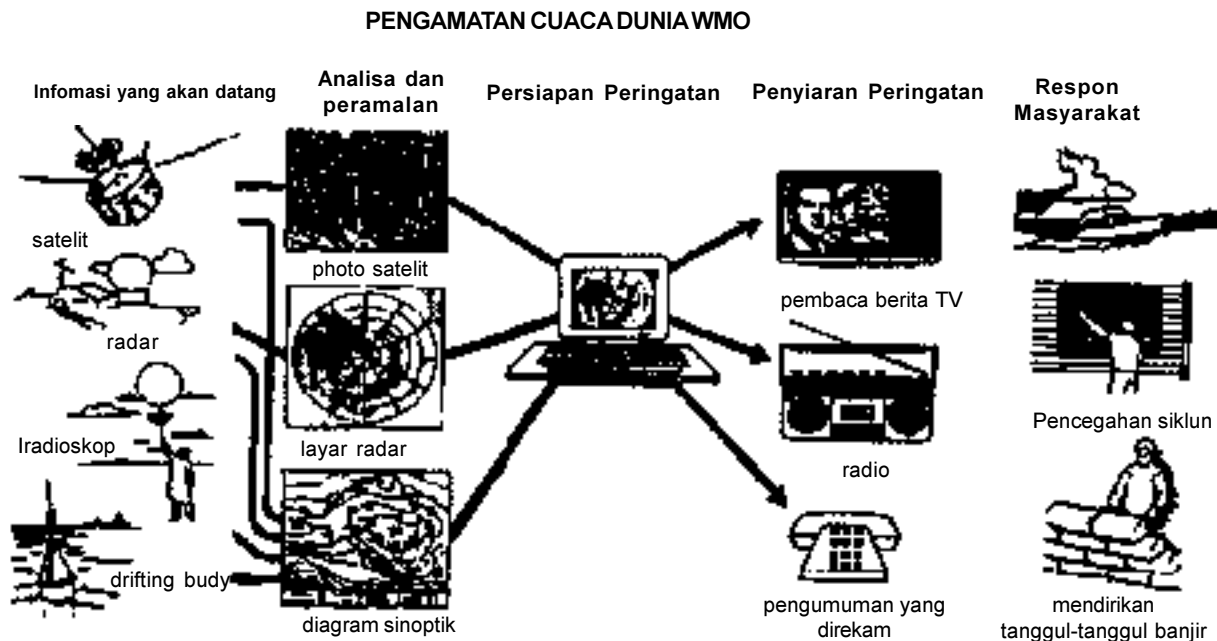 PENGAMATAN CUACA DUNIA WMO
Infomasi yang akan datang
Analisa dan
peramalan
Persiapan Peringatan
Penyiaran Peringatan
Respon
Masyarakat
satelit
radar
Iradioskop
drifting budy
photo satelit
layar radar
diagram sinoptik
pembaca berita TV
radio
pengumuman yang
direkam
Pencegahan siklun
mendirikan
tanggul-tanggul banjir